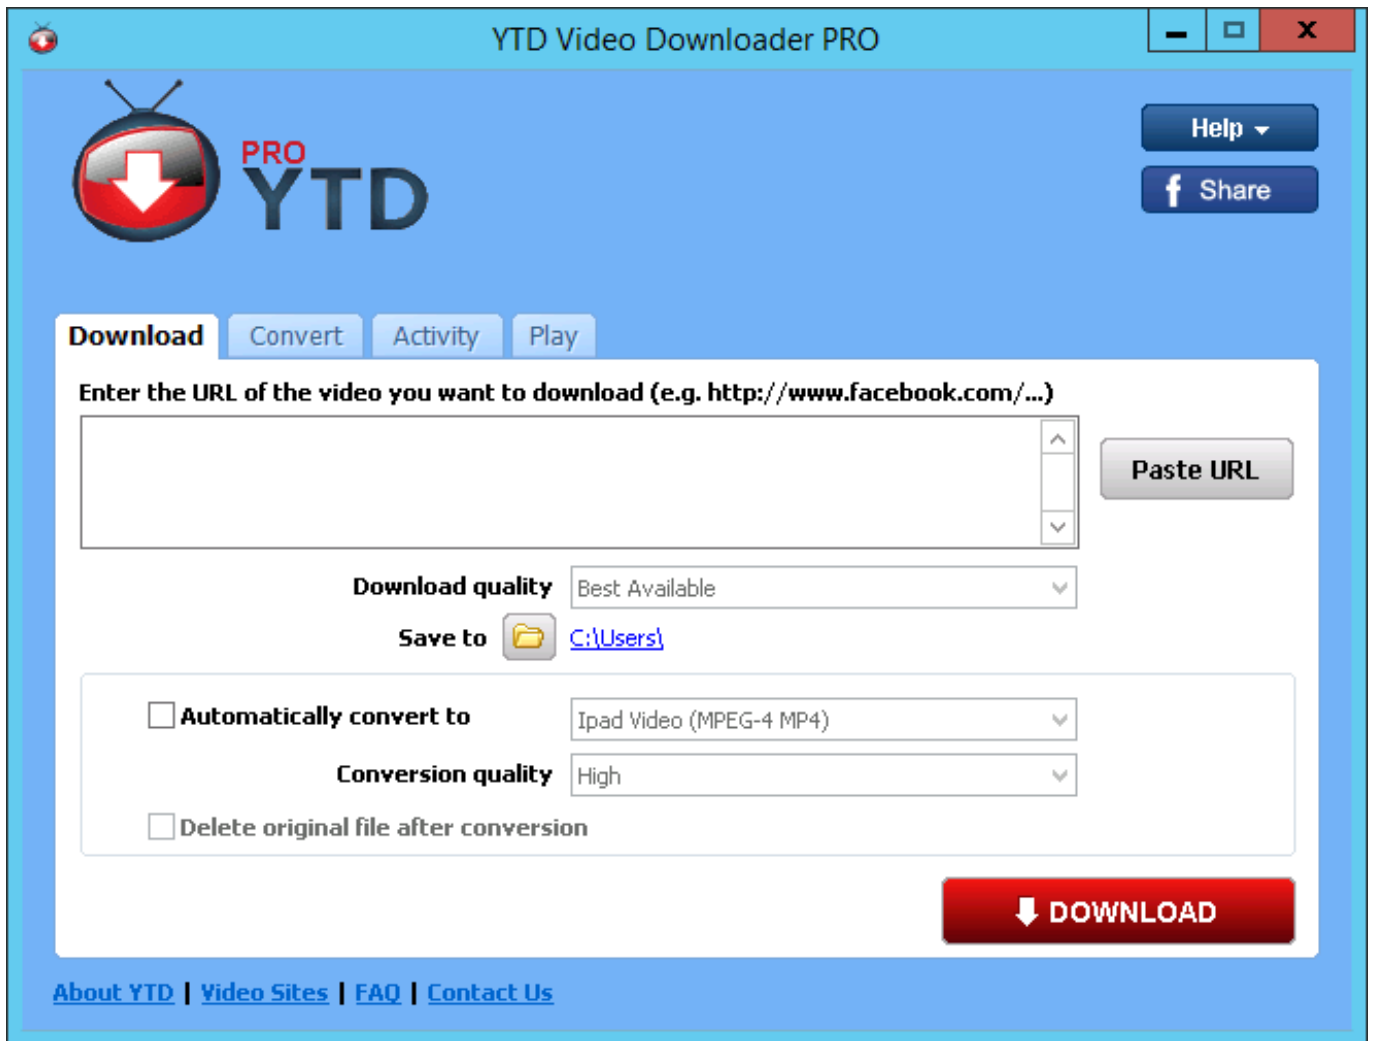 YTD Video Downloader PRO
PRO
YTD
Help
f Share
Download Convert Activity Play
Enter the URL of the video you want to download (e.g. http://www.facebook.com/...)
Paste URL
Download quality Best Available
Save to C:\Users\
Automatically convert to Ipad Video (MPEG-4 MP4)
Conversion quality High
Delete original file after conversion
DOWNLOAD
About YTD | Video Sites | FAQ | Contact Us